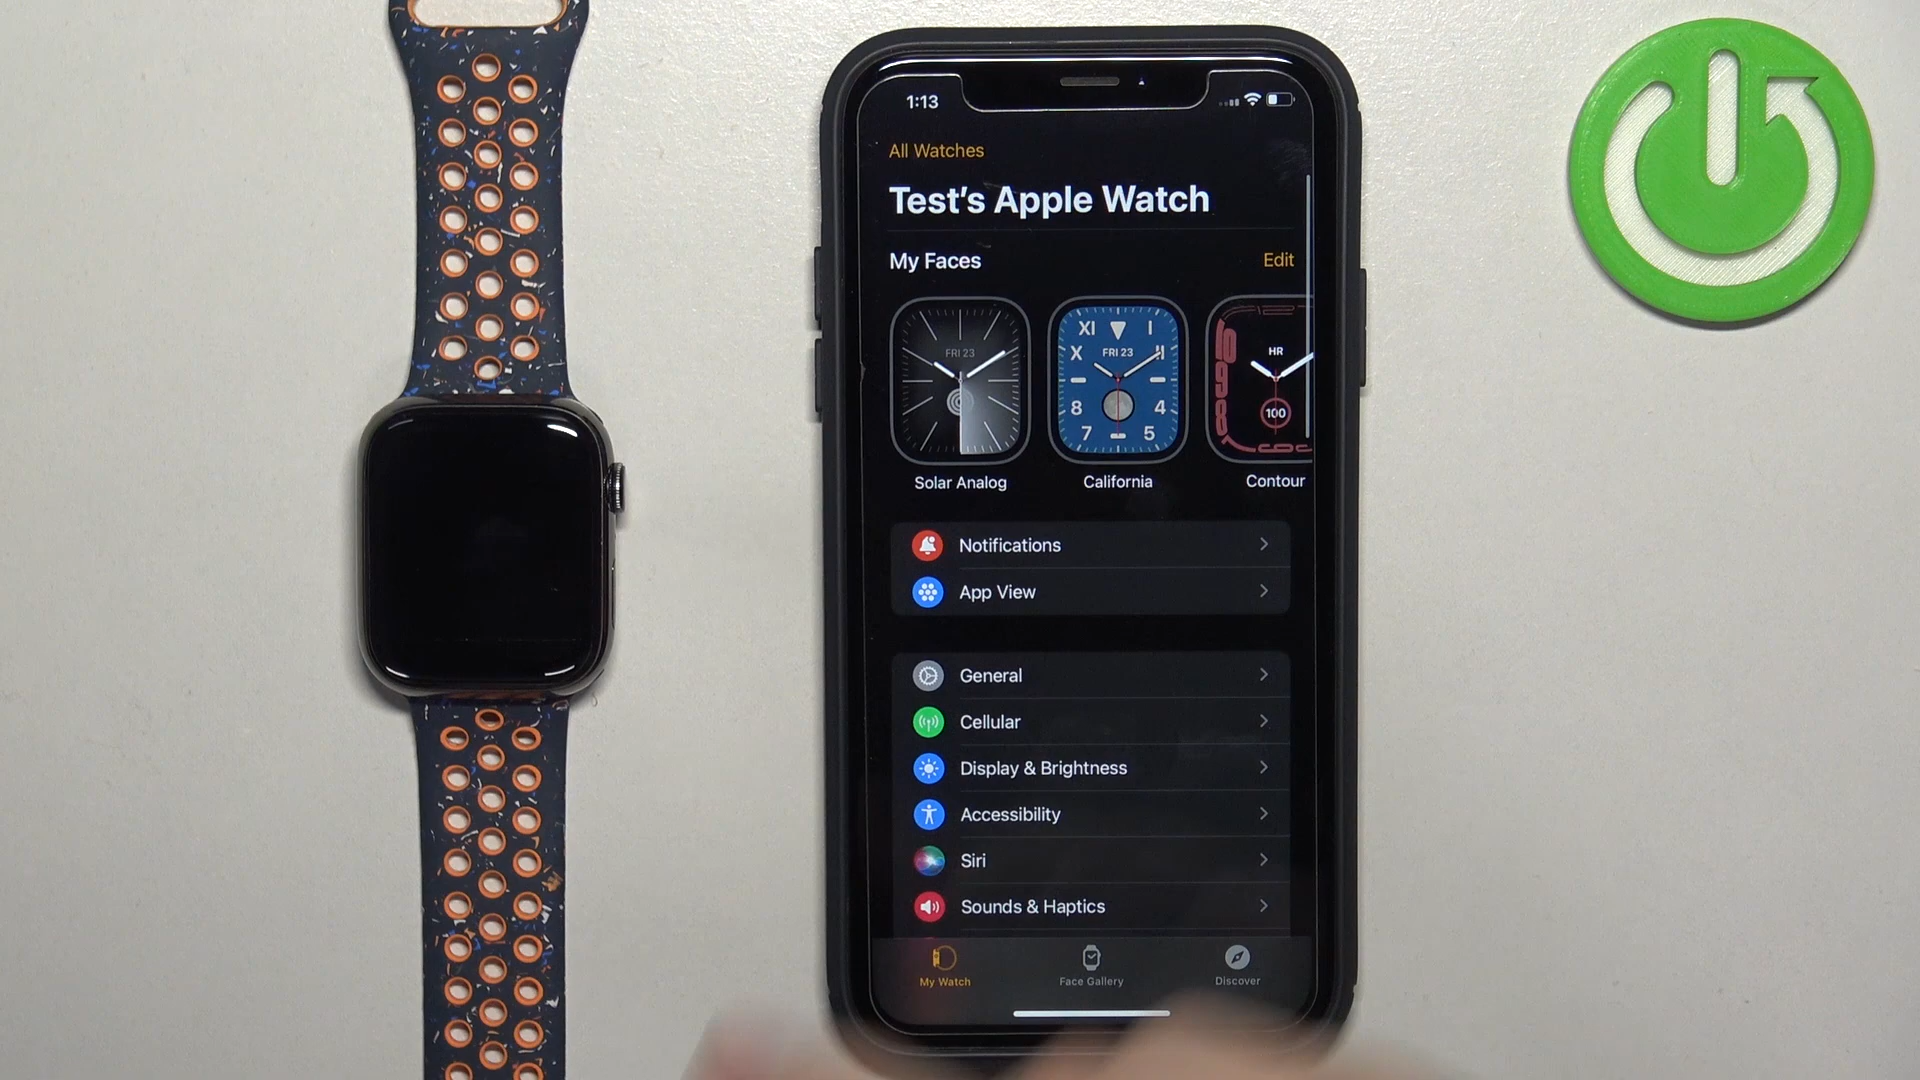 1:13
All Watches
Test's Apple Watch
My Faces
Edit
FRI 23
XI I
X II
FRI 23
8 4
7 5
HR
100
Solar Analog
California
Contour
Notifications
App View
General
Cellular
Display & Brightness
Accessibility
Siri
Sounds & Haptics
My Watch
Face Gallery
Discover